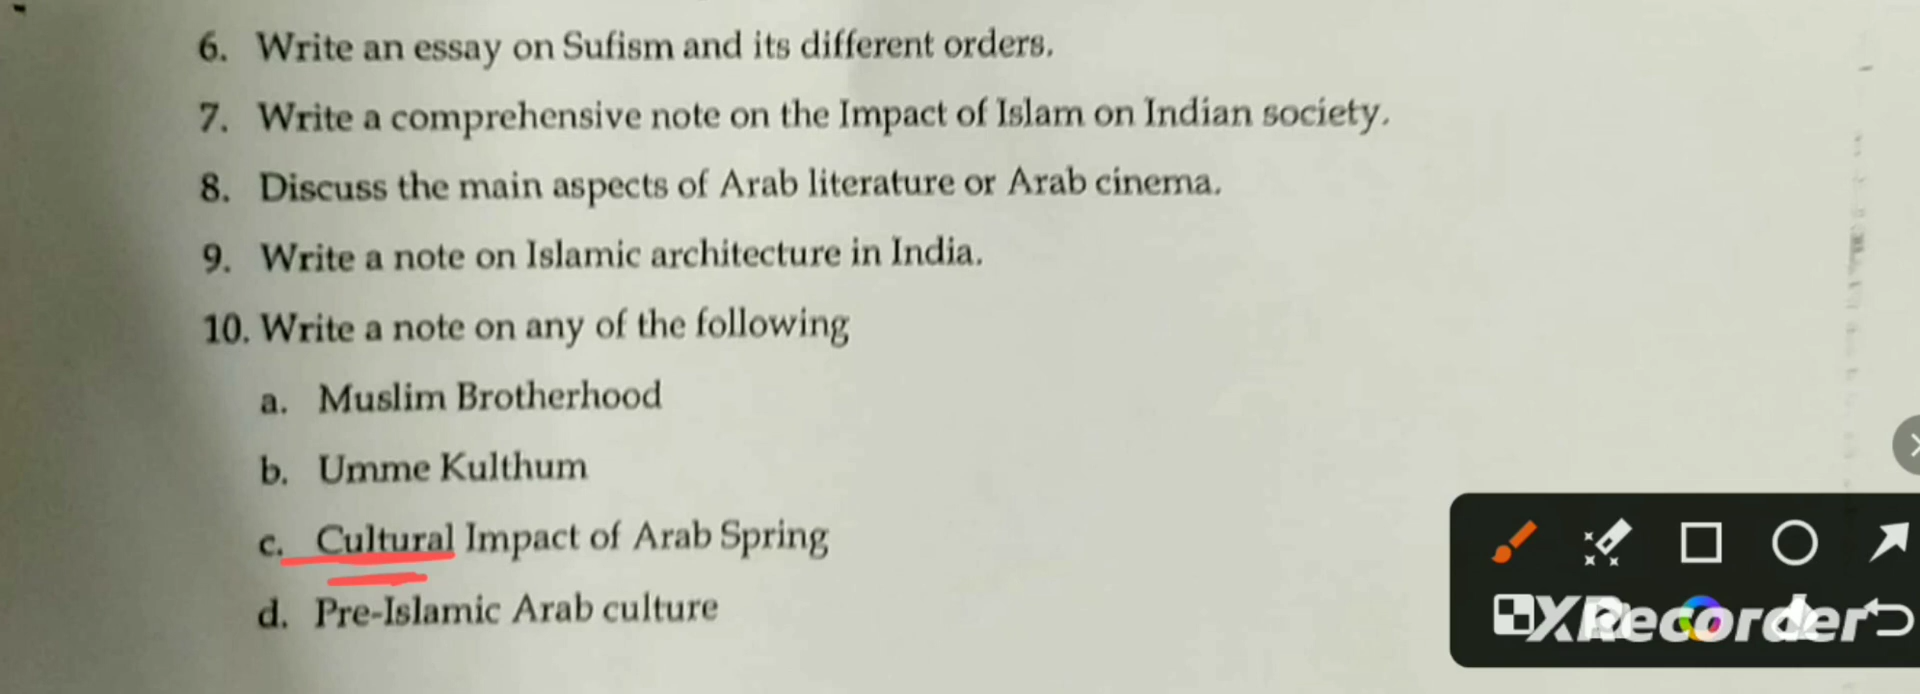 6. Write an essay on Sufism and its different orders.
7. Write a comprehensive note on the Impact of Islam on Indian society.
8. Discuss the main aspects of Arab literature or Arab cinema.
9. Write a note on Islamic architecture in India.
10. Write a note on any of the following
a. Muslim Brotherhood
b. Umme Kulthum
c. Cultural Impact of Arab Spring
d. Pre-Islamic Arab culture
XRecorder